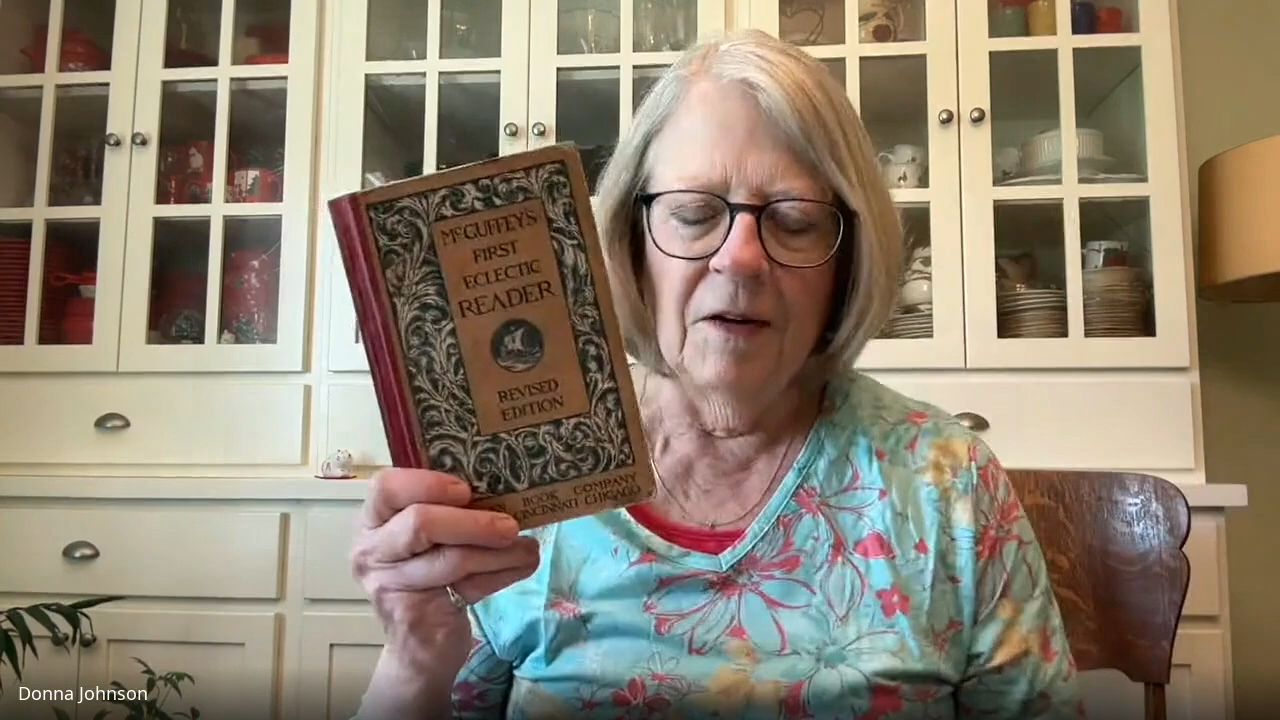 McGUFFEY'S
FIRST
ECLECTIC
READER
REVISED
EDITION
BOOK COMPANY
CINCINNATI CHICAGO
Donna Johnson